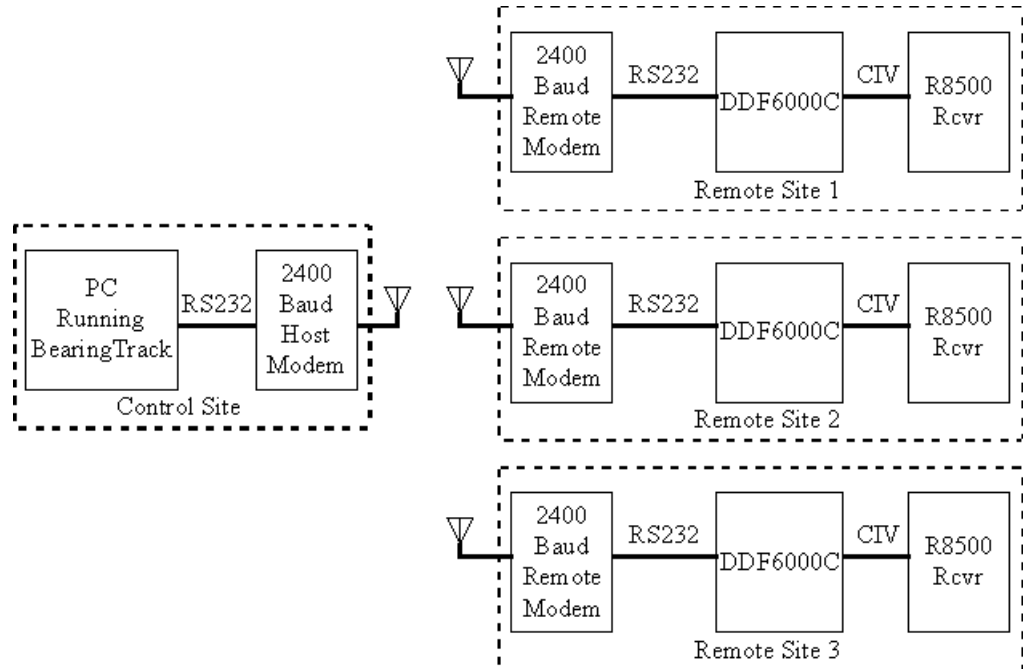 PC
Running
BearingTrack
RS232
2400
Baud
Host
Modem
Control Site
2400
Baud
Remote
Modem
RS232
DDF6000C
CIV
R8500
Rcvr
Remote Site 1
2400
Baud
Remote
Modem
RS232
DDF6000C
CIV
R8500
Rcvr
Remote Site 2
2400
Baud
Remote
Modem
RS232
DDF6000C
CIV
R8500
Rcvr
Remote Site 3